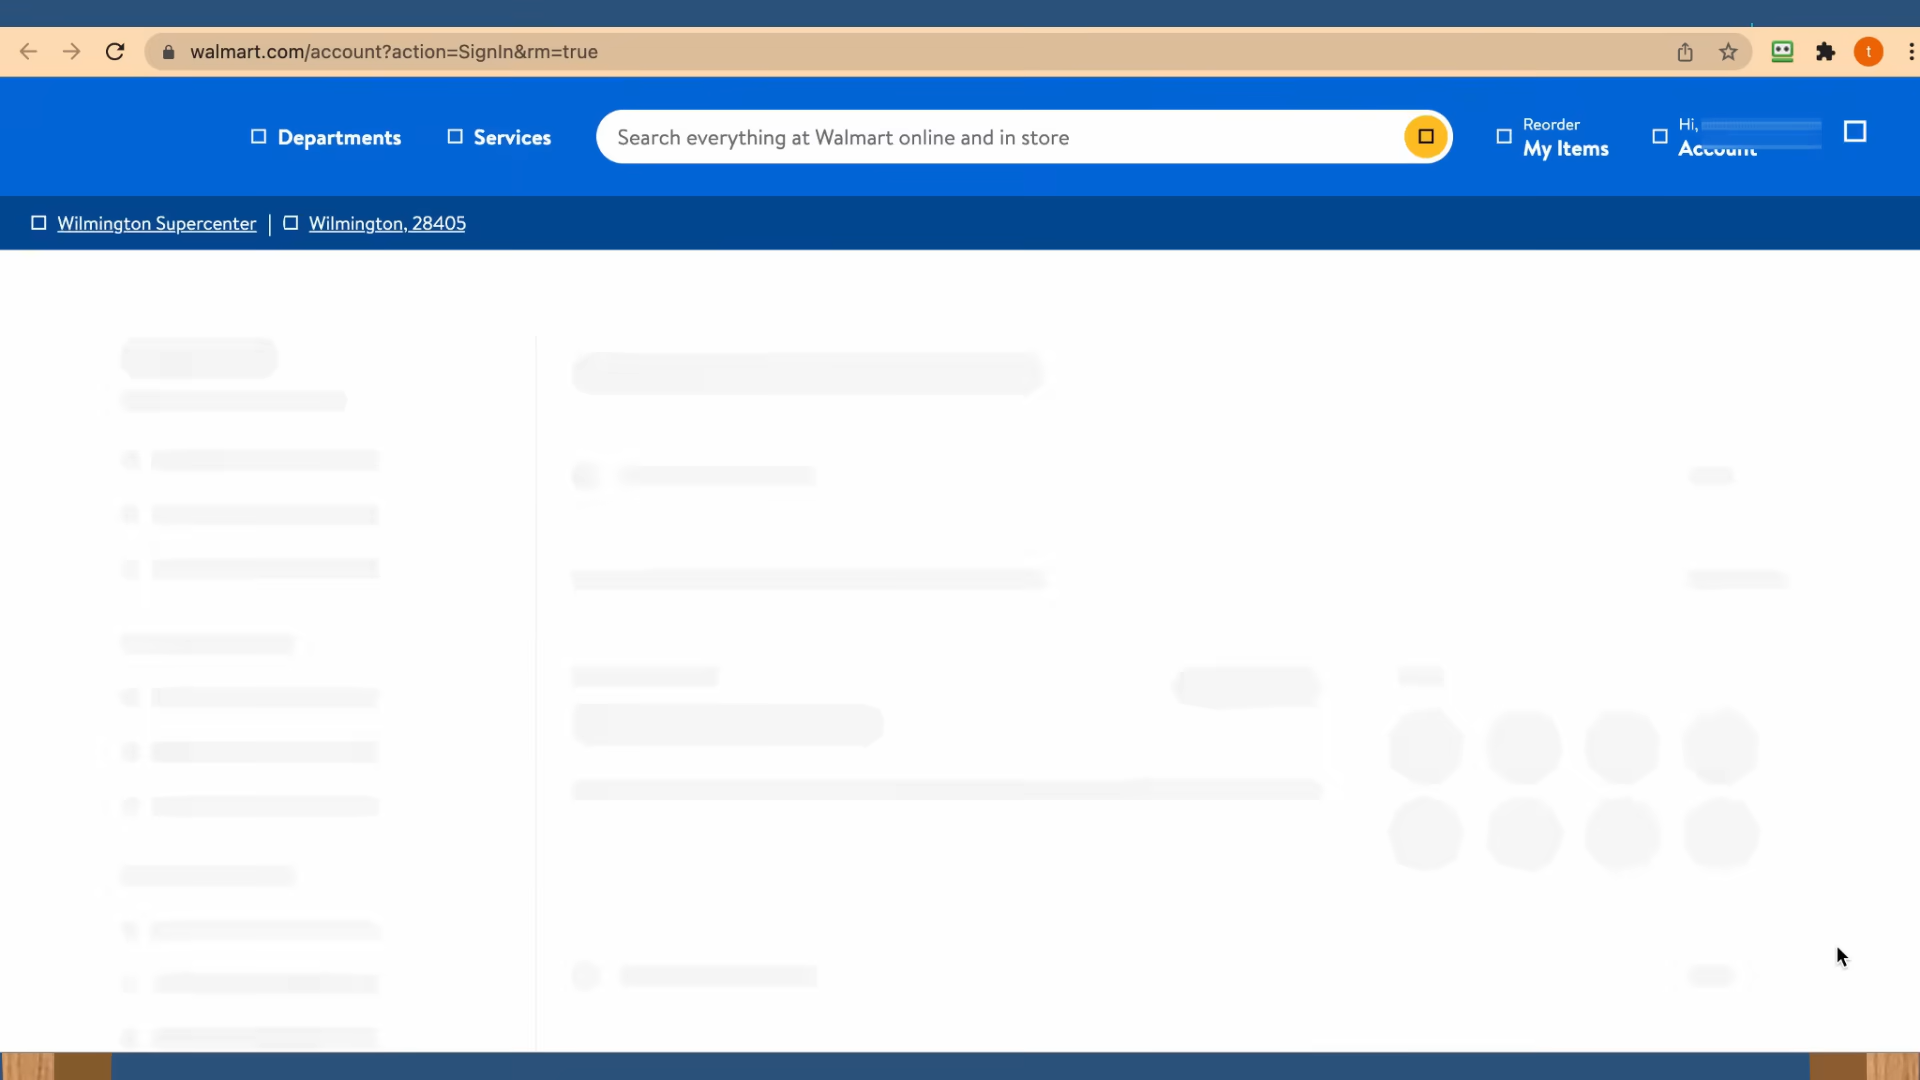 walmart.com/account?action=SignIn&rm=true
t
Departments
Services
Search everything at Walmart online and in store
Reorder
My Items
Hi,
Account
Wilmington Supercenter
Wilmington, 28405